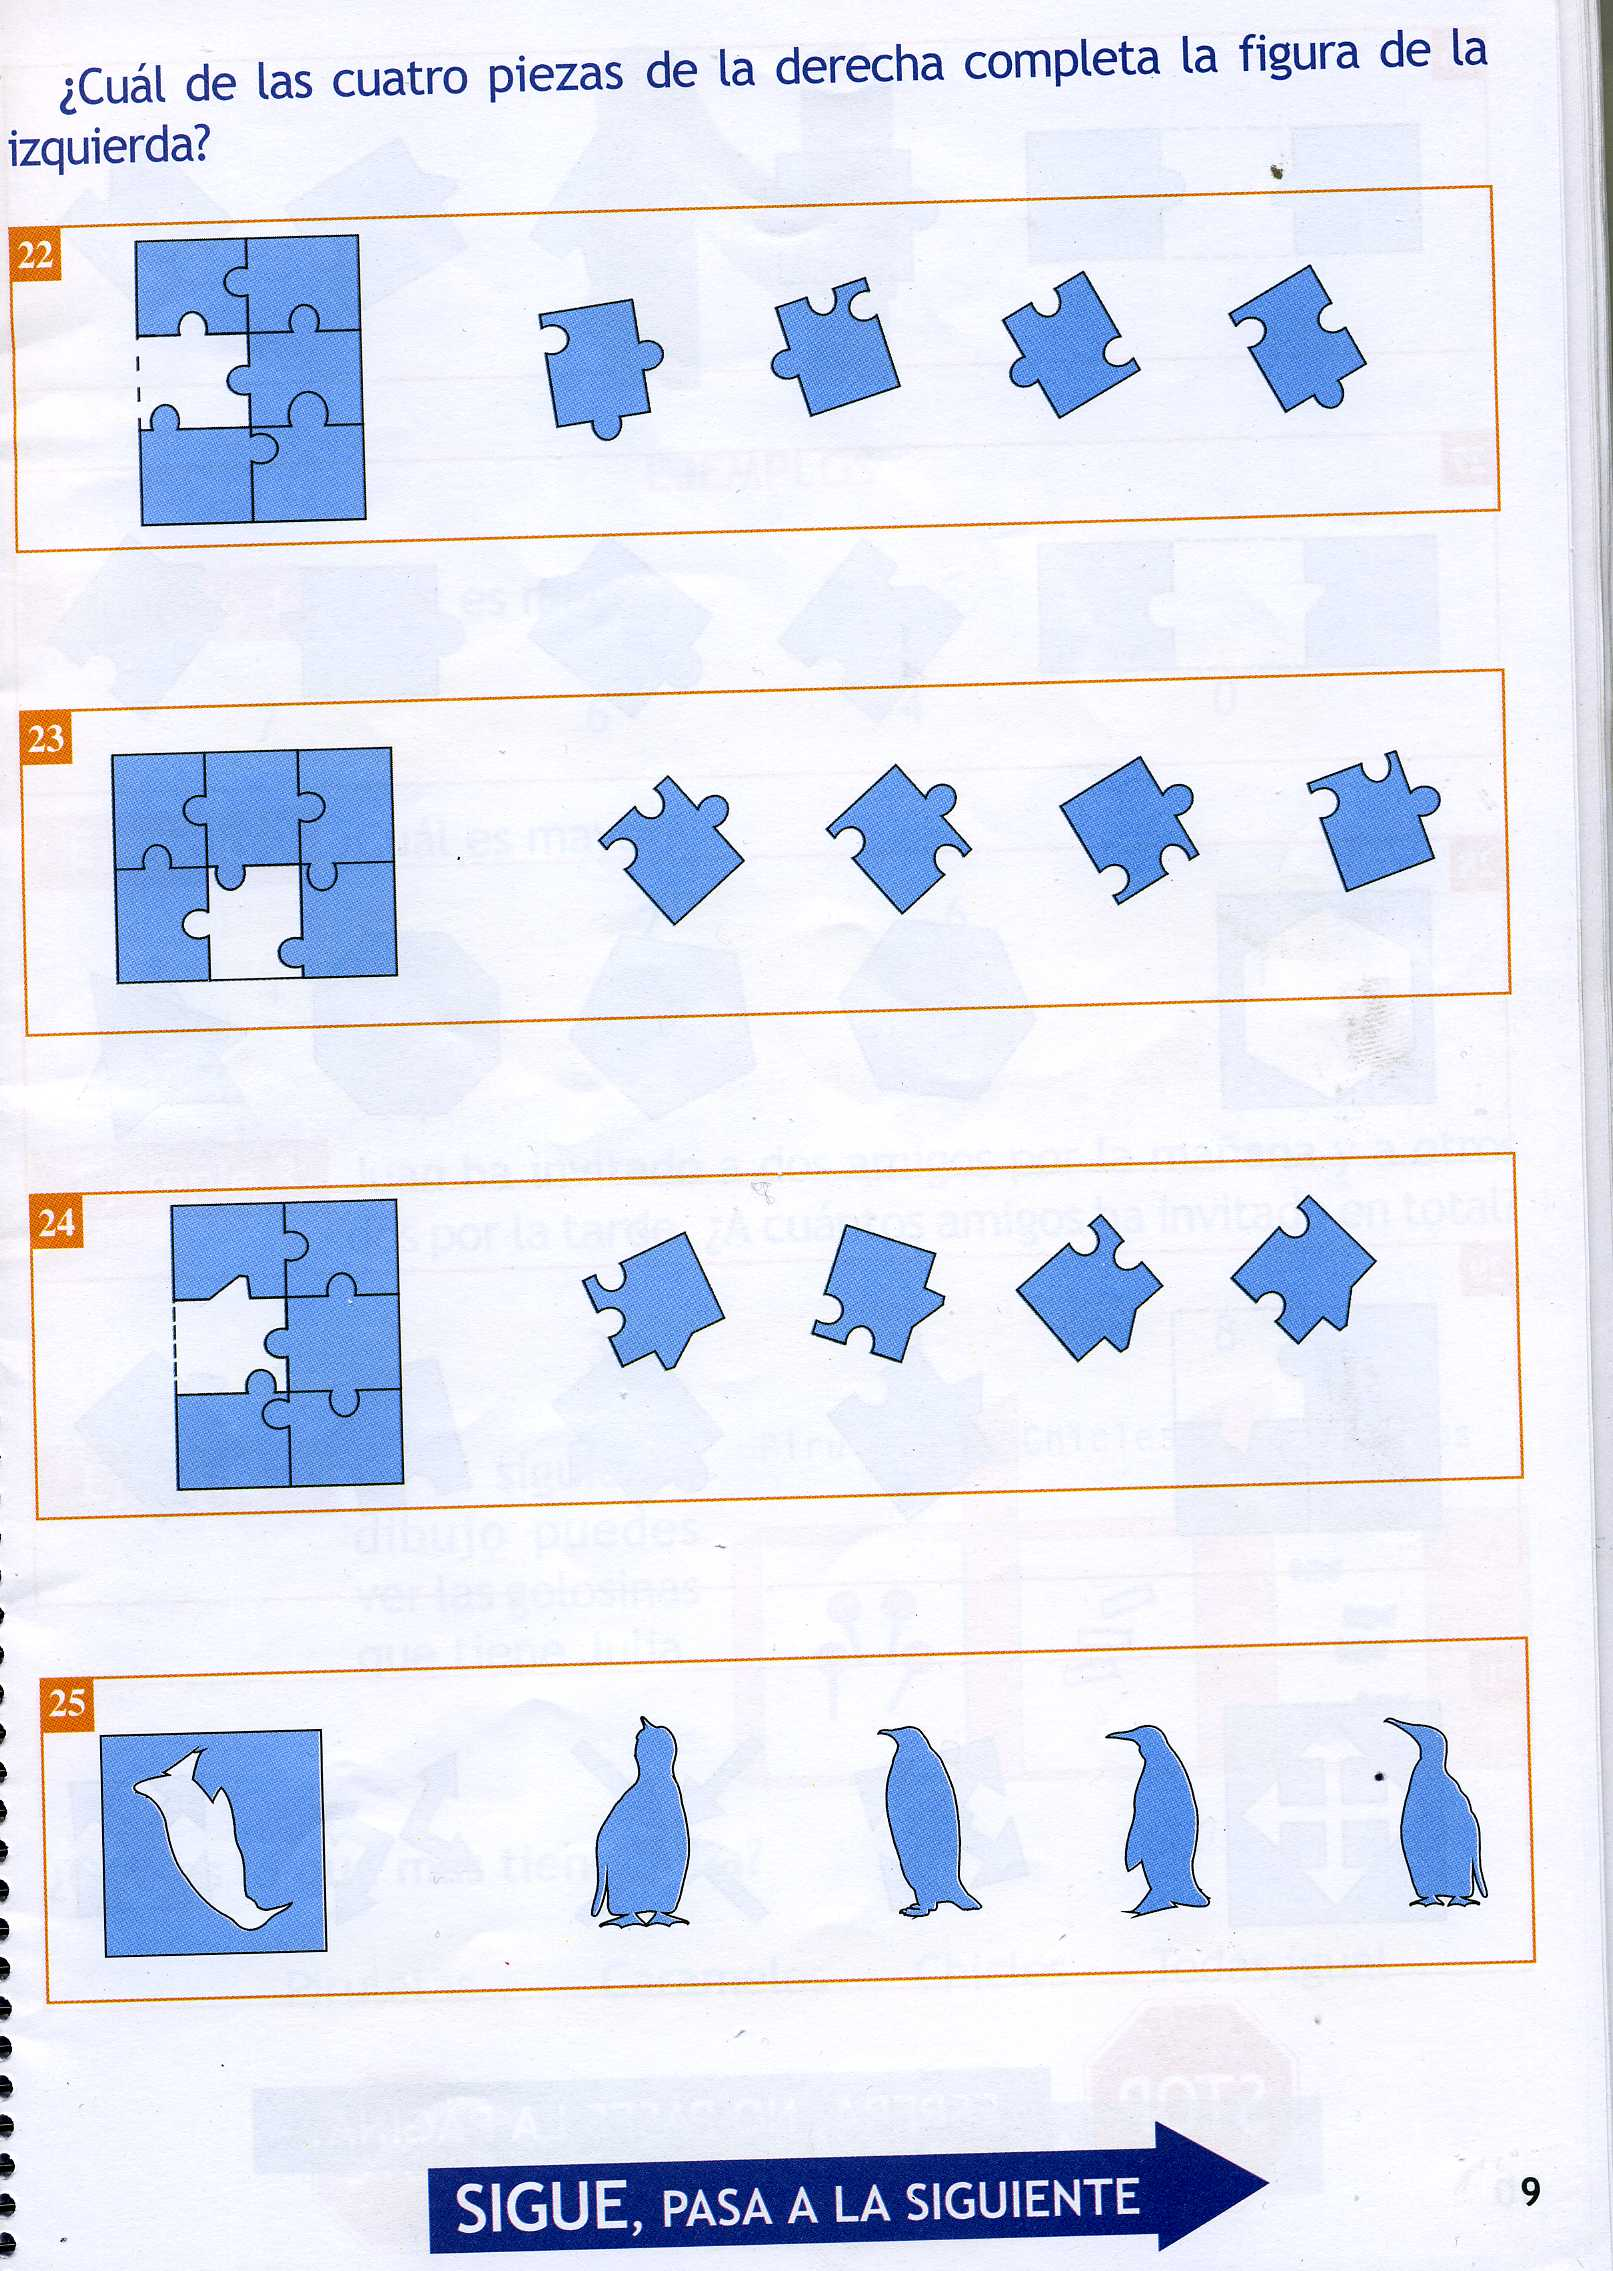 ¿Cuál de las cuatro piezas de la derecha completa la figura de la
izquierda?
22
23
24
25
SIGUE, PASA A LA SIGUIENTE
9